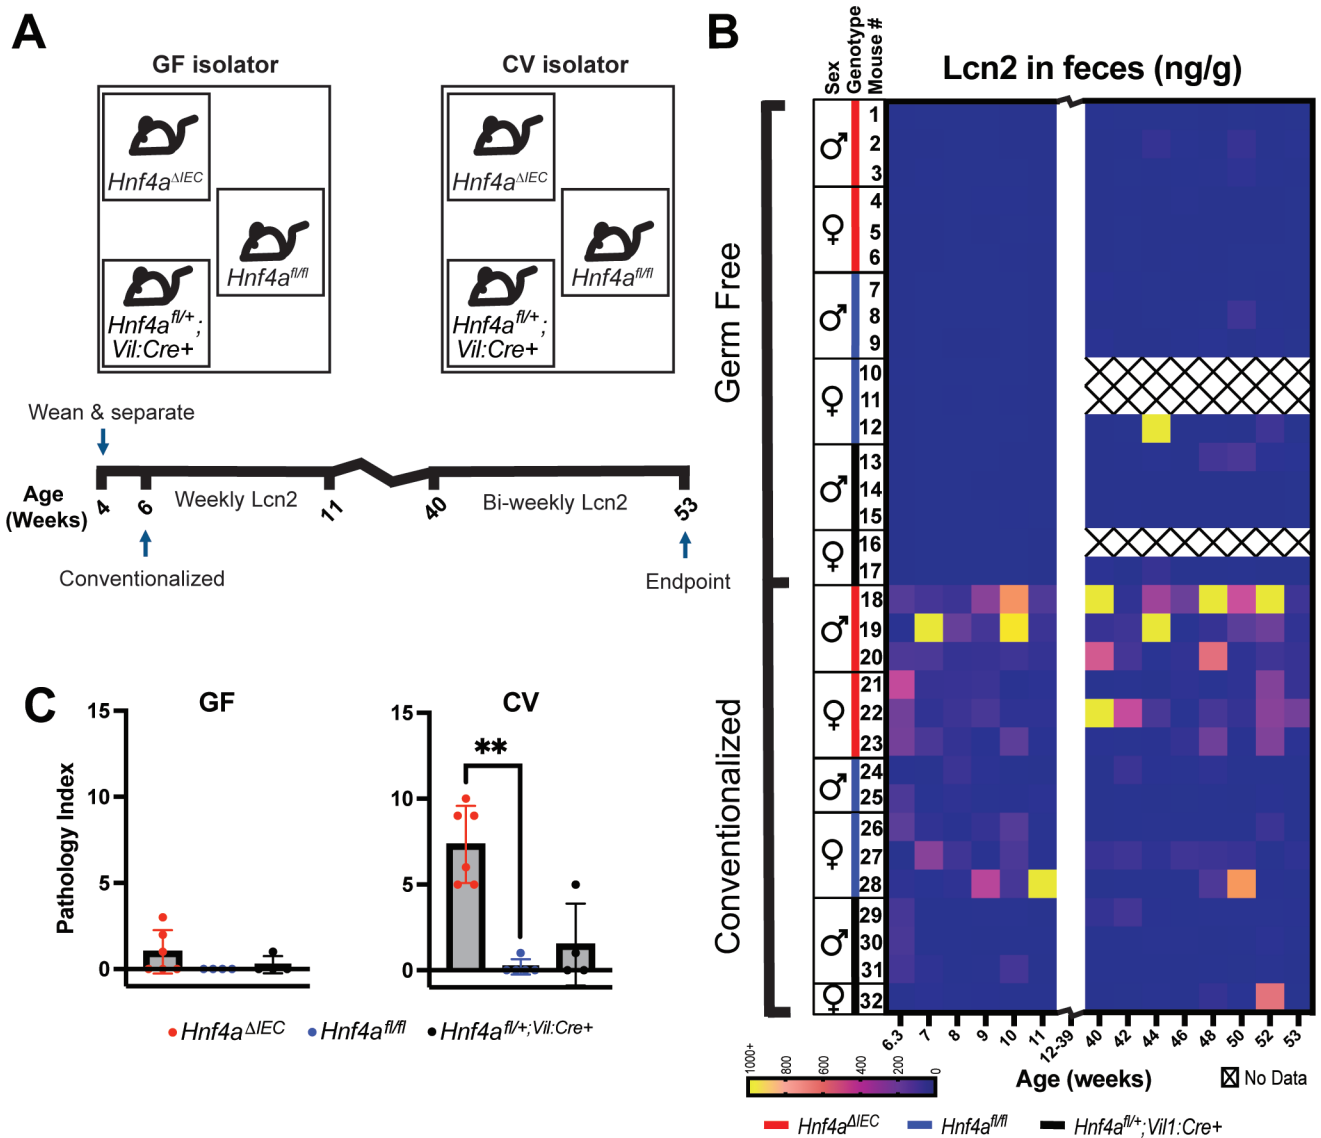 A
GF isolator
CV isolator
Hnf4aΔIEC
Hnf4afl/fl
Hnf4afl/+;
Vil:Cre+
Hnf4aΔIEC
Hnf4afl/fl
Hnf4afl/+;
Vil:Cre+
Wean & separate
Age
(Weeks)
4
6
Weekly Lcn2
11
40
Bi-weekly Lcn2
53
Conventionalized
Endpoint
B
Sex
Genotype
Mouse #
Lcn2 in feces (ng/g)
Germ Free
Conventionalized
♂
♀
♂
♀
♂
♀
♂
♀
♂
♀
♂
♀
1
2
3
4
5
6
7
8
9
10
11
12
13
14
15
16
17
18
19
20
21
22
23
24
25
26
27
28
29
30
31
32
6.3 7 8 9 10 11 12-39 40 42 44 46 48 50 52 53
Age (weeks)
1000+ 800 600 400 200 0
No Data
Hnf4aΔIEC
Hnf4afl/fl
Hnf4afl/+;Vil1:Cre+
C
GF
CV
Pathology Index
15
10
5
0
15
10
5
0
**
Hnf4aΔIEC
Hnf4afl/fl
Hnf4afl/+;Vil:Cre+